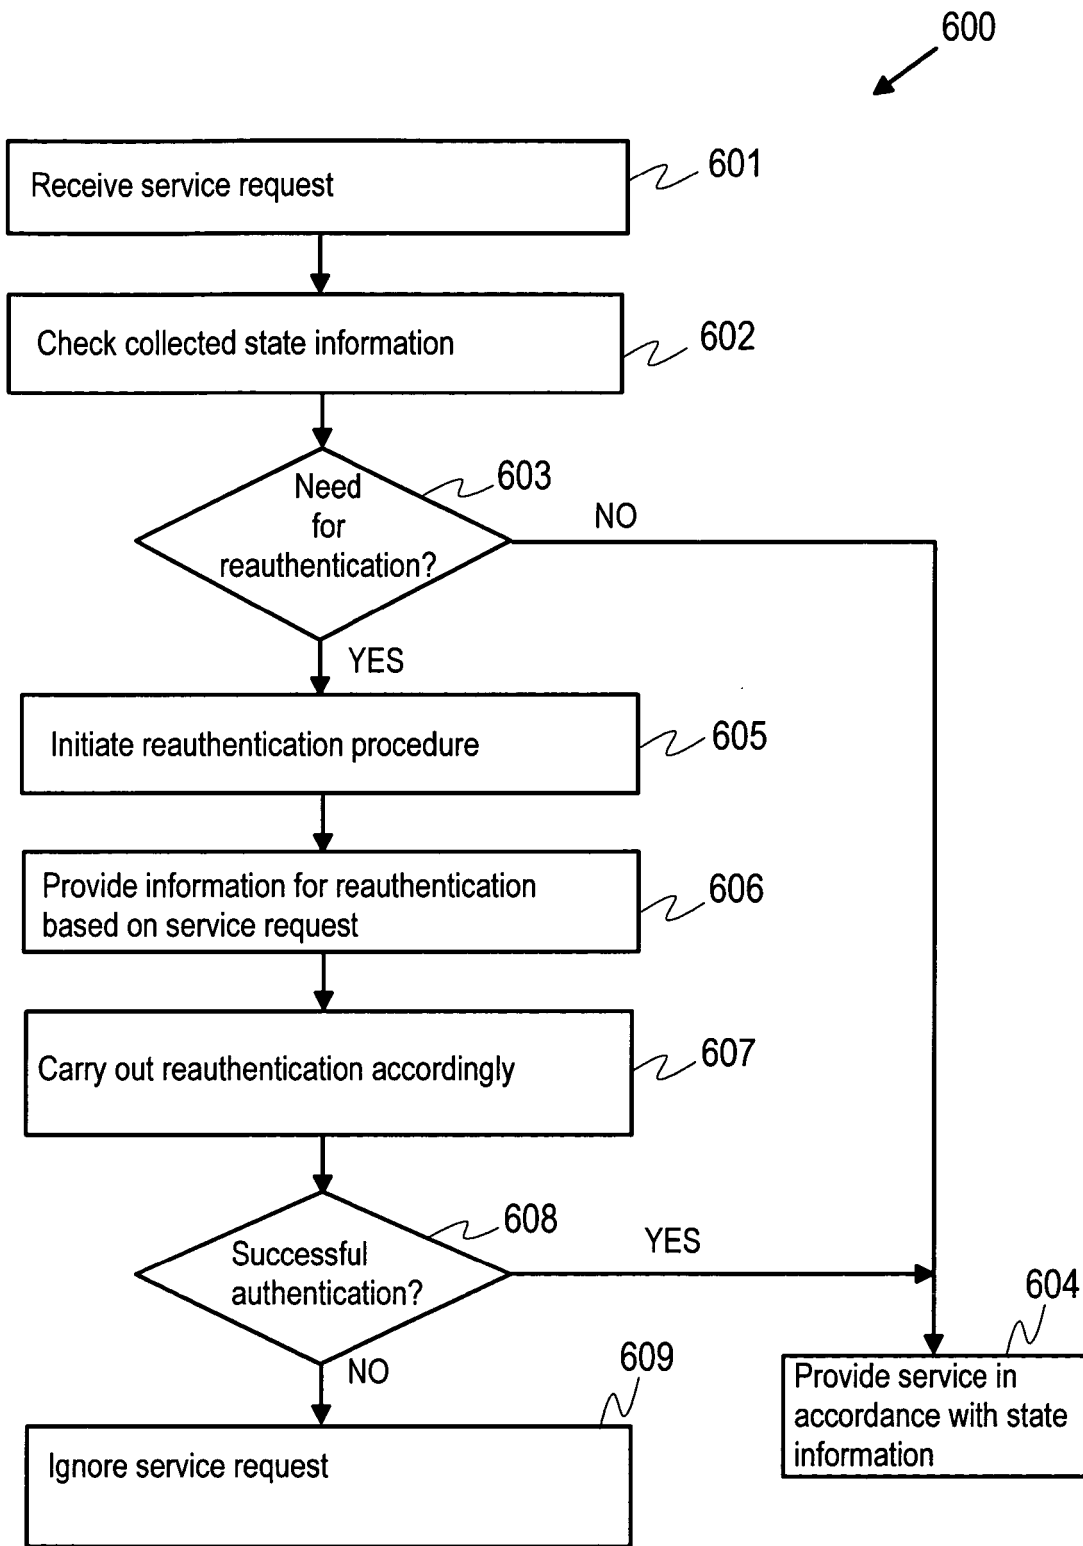 600
Receive service request
601
Check collected state information
602
Need
for
reauthentication?
603
NO
YES
Initiate reauthentication procedure
605
Provide information for reauthentication
based on service request
606
Carry out reauthentication accordingly
607
Successful
authentication?
608
YES
NO
604
Provide service in
accordance with state
information
609
Ignore service request